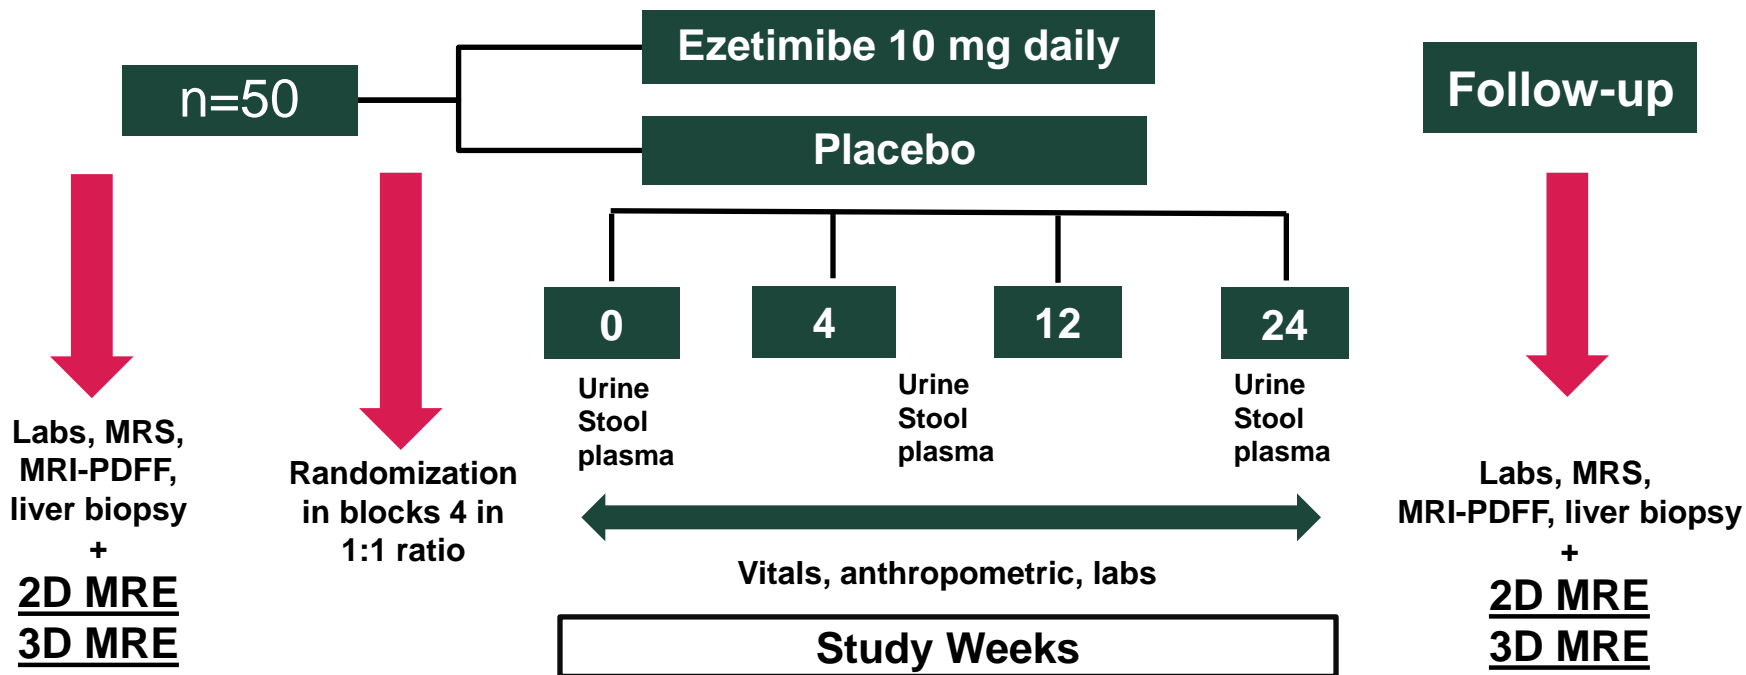 n=50
Ezetimibe 10 mg daily
Placebo
Follow-up
0
4
12
24
Urine
Stool
plasma
Urine
Stool
plasma
Urine
Stool
plasma
Labs, MRS,
MRI-PDFF,
liver biopsy
+
2D MRE
3D MRE
Randomization
in blocks 4 in
1:1 ratio
Vitals, anthropometric, labs
Study Weeks
Labs, MRS,
MRI-PDFF, liver biopsy
+
2D MRE
3D MRE